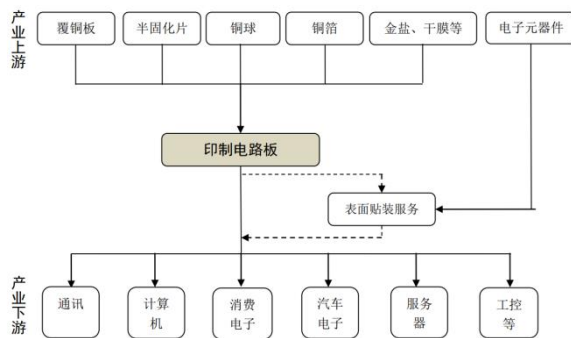 产业上游
覆铜板
半固化片
铜球
铜箔
金盐、干膜等
电子元器件
印制电路板
表面贴装服务
产业下游
通讯
计算
机
消费
电子
汽车
电子
服务
器
工控
等